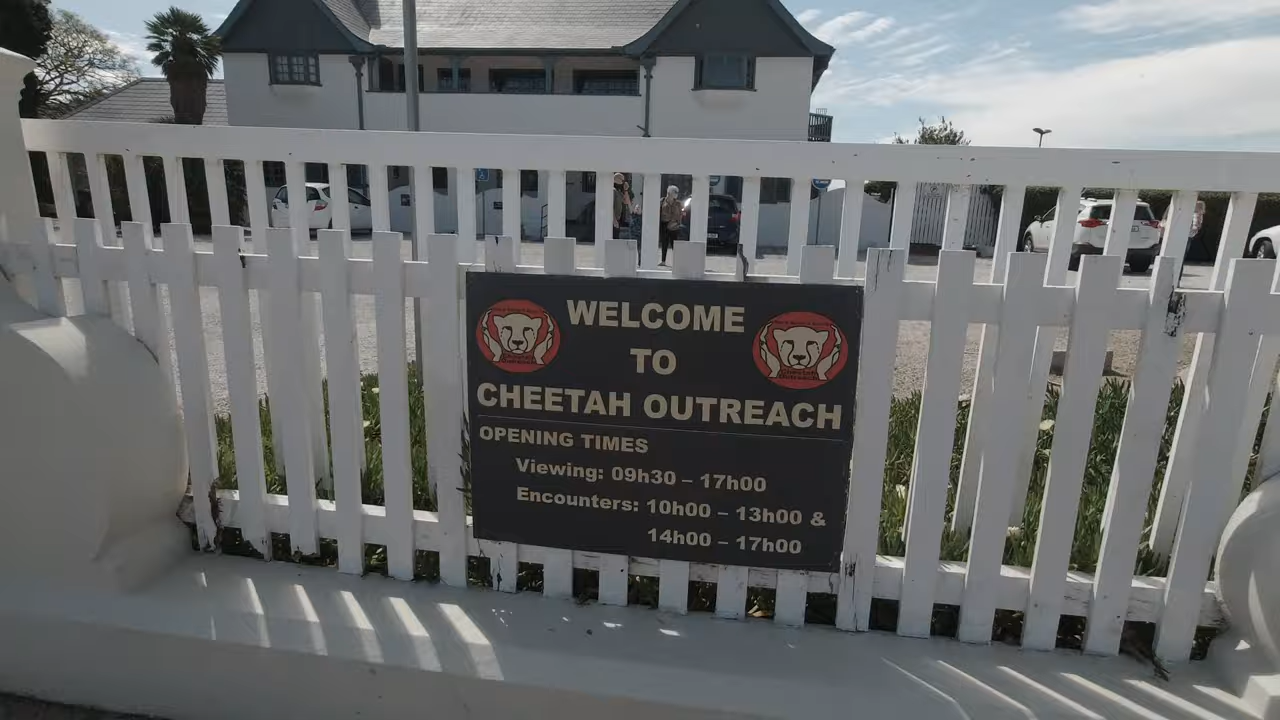 WELCOME
TO
CHEETAH OUTREACH
OPENING TIMES
Viewing: 09h30 – 17h00
Encounters: 10h00 – 13h00 &
14h00 – 17h00